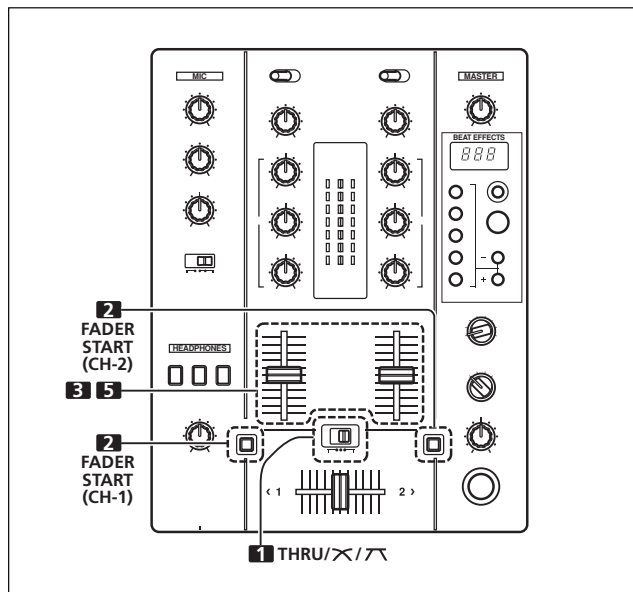 MIC
MASTER
BEAT EFFECTS
888
−
+
2
FADER
START
(CH-2)
HEADPHONES
3 5
2
FADER
START
(CH-1)
‹ 1
2 ›
1 THRU/